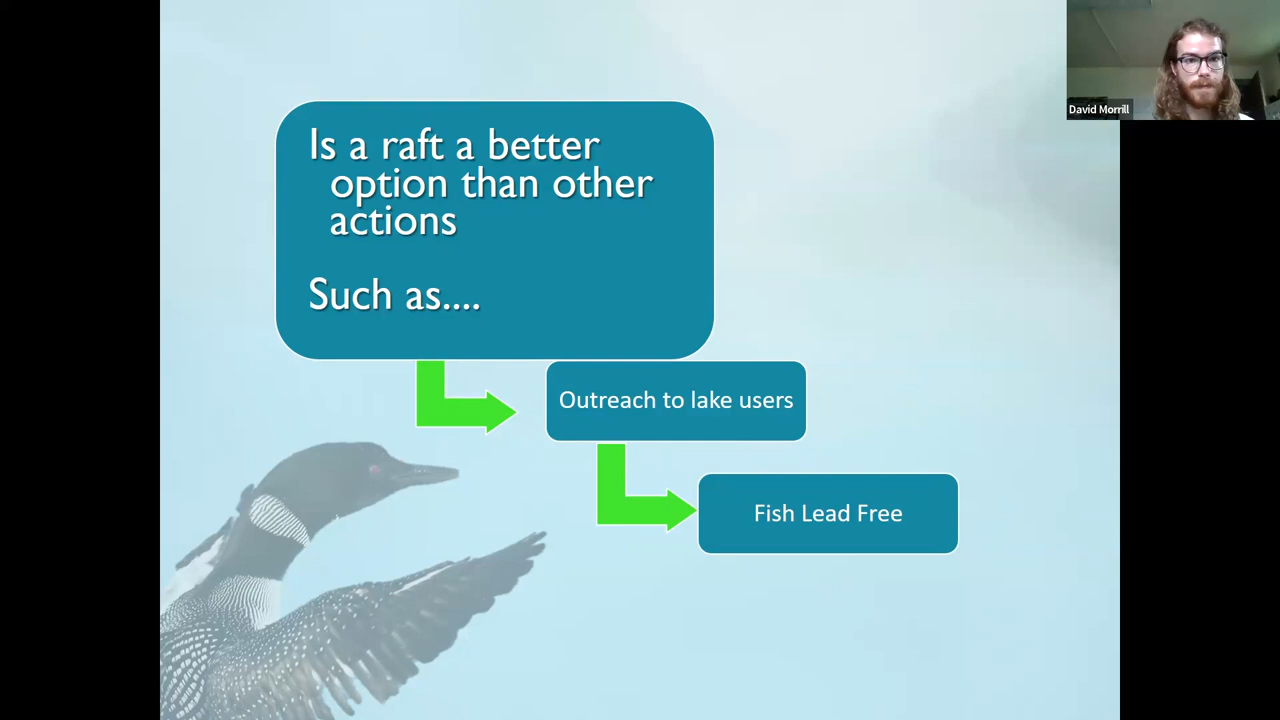 Is a raft a better
option than other
actions
Such as....
Outreach to lake users
Fish Lead Free
David Morrill